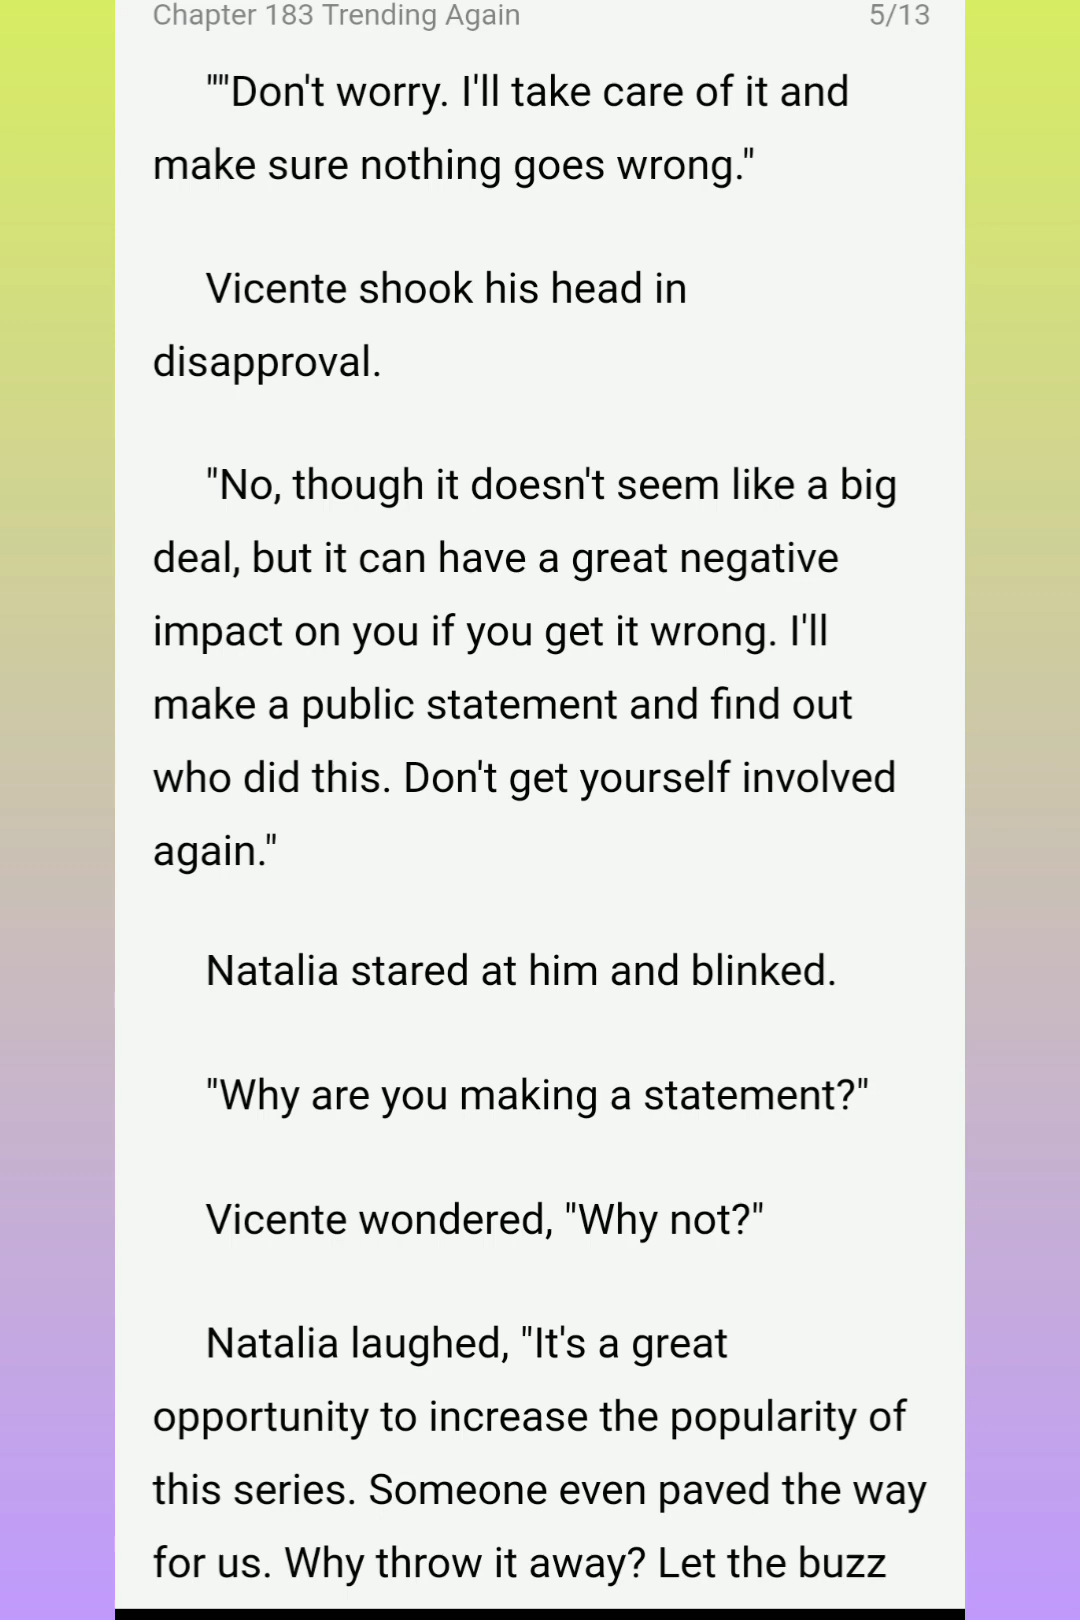 Chapter 183 Trending Again 5/13
""Don't worry. I'll take care of it and
make sure nothing goes wrong."
Vicente shook his head in
disapproval.
"No, though it doesn't seem like a big
deal, but it can have a great negative
impact on you if you get it wrong. I'll
make a public statement and find out
who did this. Don't get yourself involved
again."
Natalia stared at him and blinked.
"Why are you making a statement?"
Vicente wondered, "Why not?"
Natalia laughed, "It's a great
opportunity to increase the popularity of
this series. Someone even paved the way
for us. Why throw it away? Let the buzz